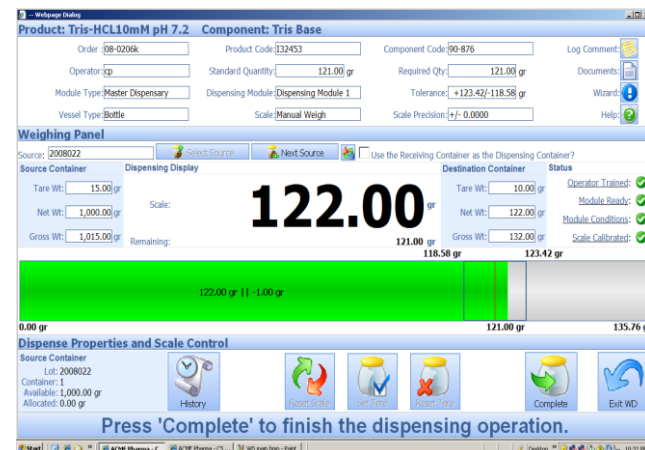 -- Webpage Dialog
Product: Tris-HCL10mM pH 7.2 Component: Tris Base
Order: 08-0206k Product Code: 132453 Component Code: 90-876 Log Comment:
Operator: cp Standard Quantity: 121.00 gr Required Qty: 121.00 gr Documents:
Module Type: Master Dispensary Dispensing Module: Dispensing Module 1 Tolerance: +123.42/-118.58 gr Wizard:
Vessel Type: Bottle Scale: Manual Weigh Scale Precision: +/- 0.0000 Help:
Weighing Panel
Source: 2008022 Select Source Next Source Use the Receiving Container as the Dispensing Container?
Source Container Dispensing Display Destination Container Status
Tare Wt: 15.00 gr Tare Wt: 10.00 gr Operator Trained:
Scale: 122.00 gr Module Ready:
Net Wt: 1,000.00 gr Net Wt: 122.00 gr Module Conditions:
Gross Wt: 1,015.00 gr Remaining: 121.00 gr Gross Wt: 132.00 gr Scale Calibrated:
118.58 gr 123.42 gr
122.00 gr || -1.00 gr
0.00 gr 121.00 gr 135.76 g
Dispense Properties and Scale Control
Source Container
Lot: 2008022
Container: 1
Available: 1,000.00 gr
Allocated: 0.00 gr
History Reset Scale Set Tare Reset Tare Complete Exit WD
Press 'Complete' to finish the dispensing operation.
Start ACME Pharma - C... ACME Pharma - CS... Desktop